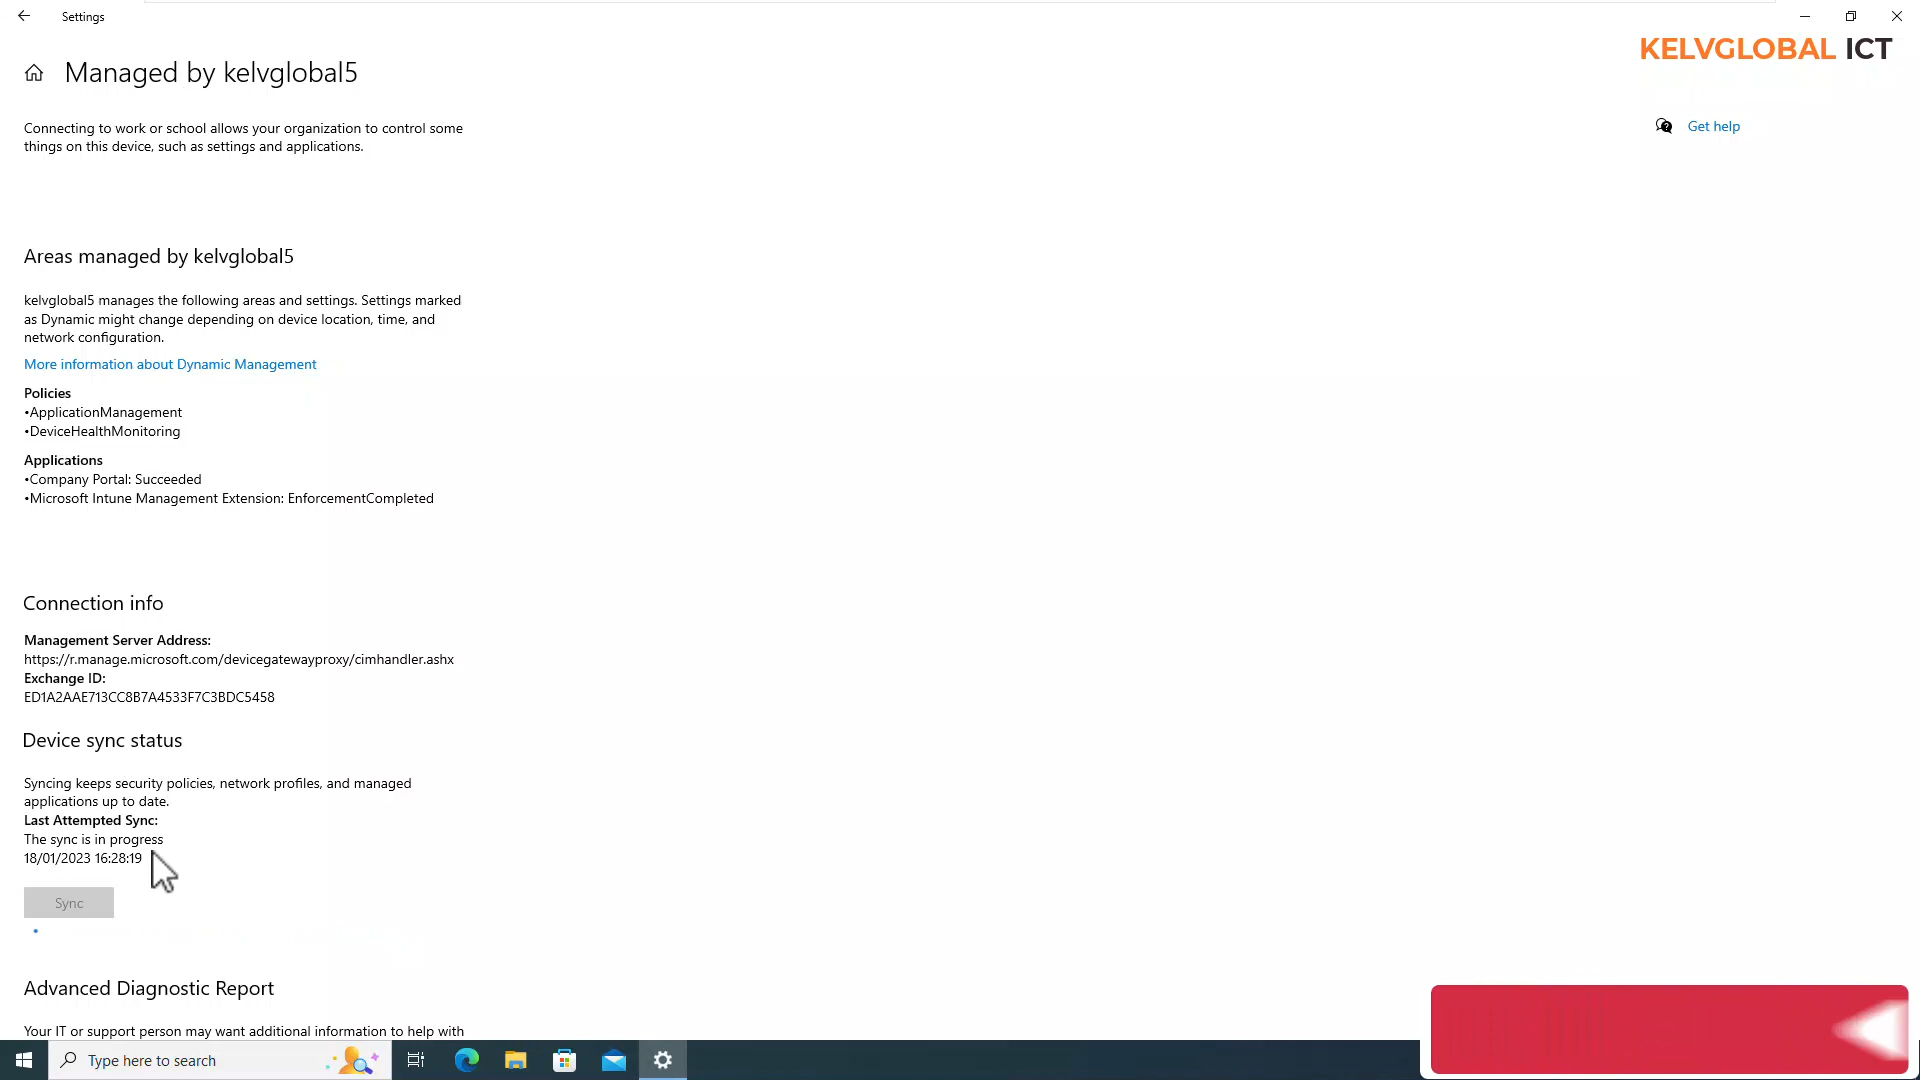 Settings
KELVGLOBAL ICT
Managed by kelvglobal5
Get help
Connecting to work or school allows your organization to control some
things on this device, such as settings and applications.
Areas managed by kelvglobal5
kelvglobal5 manages the following areas and settings. Settings marked
as Dynamic might change depending on device location, time, and
network configuration.
More information about Dynamic Management
Policies
•ApplicationManagement
•DeviceHealthMonitoring
Applications
•Company Portal: Succeeded
•Microsoft Intune Management Extension: EnforcementCompleted
Connection info
Management Server Address:
https://r.manage.microsoft.com/devicegatewayproxy/cimhandler.ashx
Exchange ID:
ED1A2AAE713CC8B7A4533F7C3BDC5458
Device sync status
Syncing keeps security policies, network profiles, and managed
applications up to date.
Last Attempted Sync:
The sync is in progress
18/01/2023 16:28:19
Sync
Advanced Diagnostic Report
Your IT or support person may want additional information to help with
Type here to search